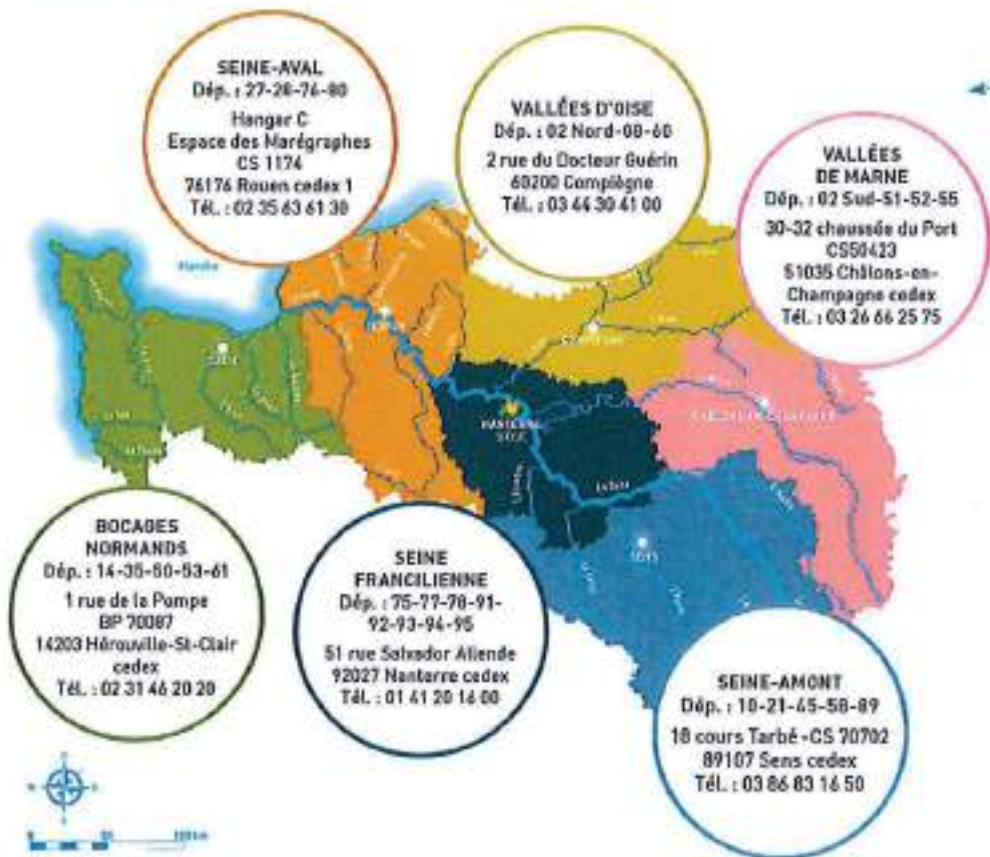 SEINE-AVAL
Dép. : 27-28-76-80
Hangar C
Espace des Marégraphes
CS 1174
76176 Rouen cedex 1
Tél. : 02 35 63 61 30
VALLÉES D'OISE
Dép. : 02 Nord-08-60
2 rue du Docteur Guérin
60200 Compiègne
Tél. : 03 44 30 41 00
VALLÉES
DE MARNE
Dép. : 02 Sud-51-52-55
30-32 chaussée du Port
CS50423
51035 Châlons-en-
Champagne cedex
Tél. : 03 26 66 25 75
Manche
NANTERRE
SIÈGE
SENS
BOCAGES
NORMANDS
Dép. : 14-35-50-53-61
1 rue de la Pompe
BP 70087
14203 Hérouville-St-Clair
cedex
Tél. : 02 31 46 20 20
SEINE
FRANCILIENNE
Dép. : 75-77-78-91-
92-93-94-95
51 rue Salvador Allende
92027 Nanterre cedex
Tél. : 01 41 20 16 00
SEINE-AMONT
Dép. : 10-21-45-58-89
18 cours Tarbé -CS 70702
89107 Sens cedex
Tél. : 03 86 83 16 50